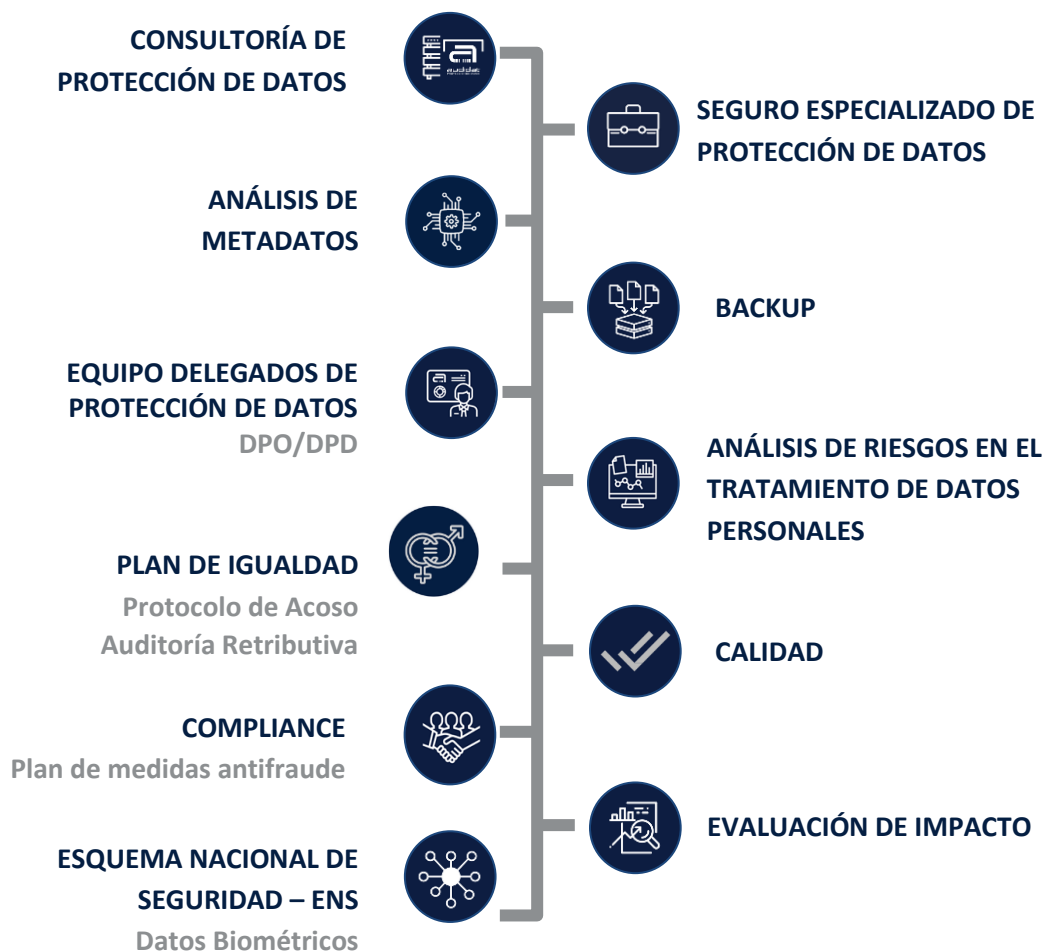 CONSULTORÍA DE
PROTECCIÓN DE DATOS
auditdat
SEGURO ESPECIALIZADO DE
PROTECCIÓN DE DATOS
ANÁLISIS DE
METADATOS
BACKUP
EQUIPO DELEGADOS DE
PROTECCIÓN DE DATOS
DPO/DPD
ANÁLISIS DE RIESGOS EN EL
TRATAMIENTO DE DATOS
PERSONALES
PLAN DE IGUALDAD
Protocolo de Acoso
Auditoría Retributiva
CALIDAD
COMPLIANCE
Plan de medidas antifraude
EVALUACIÓN DE IMPACTO
ESQUEMA NACIONAL DE
SEGURIDAD – ENS
Datos Biométricos